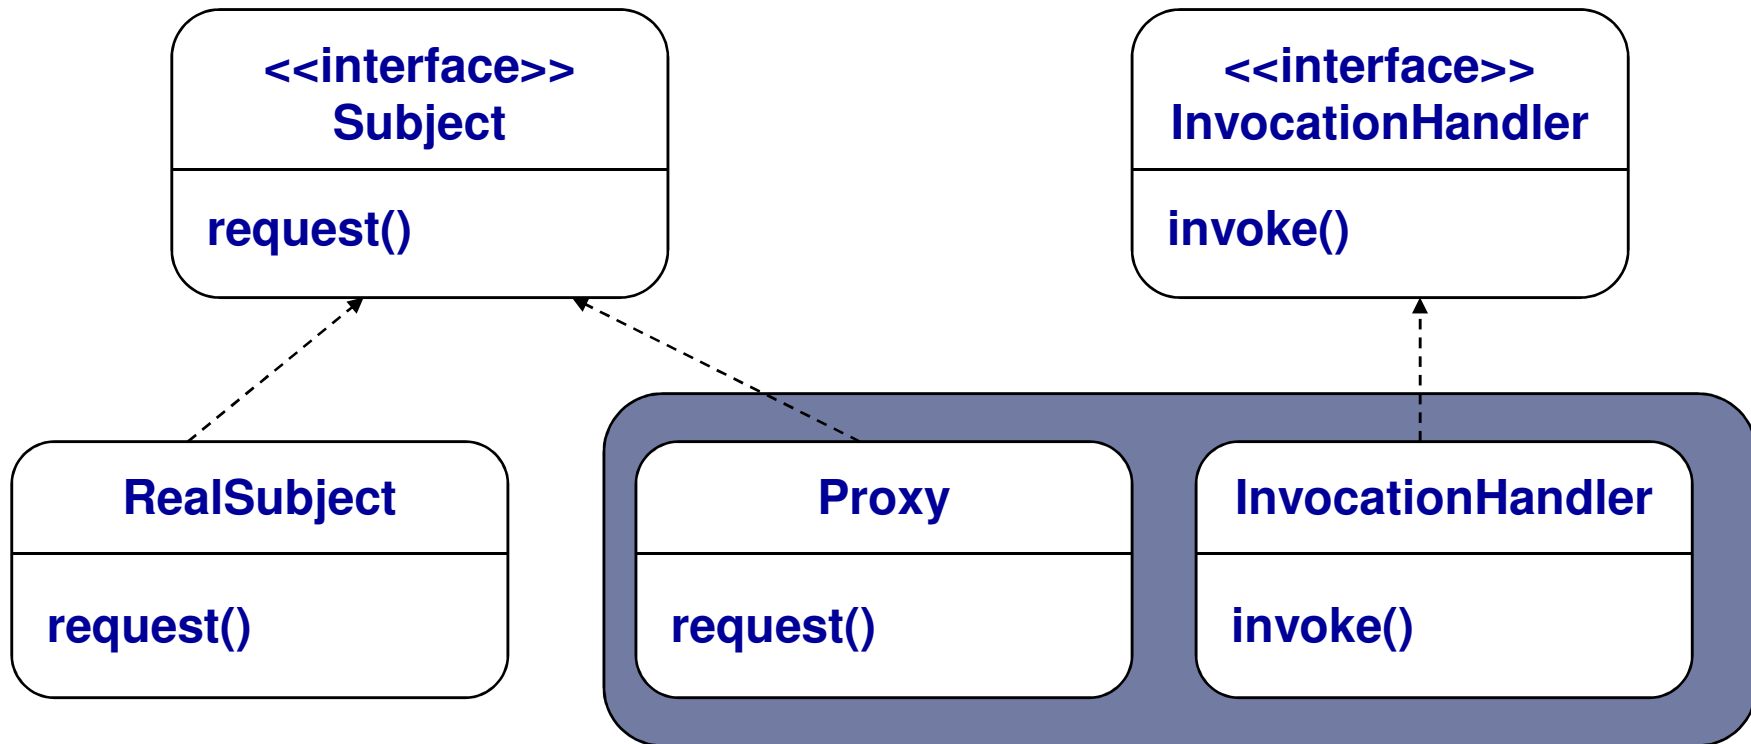 <<interface>>
Subject
request()
<<interface>>
InvocationHandler
invoke()
RealSubject
request()
Proxy
request()
InvocationHandler
invoke()